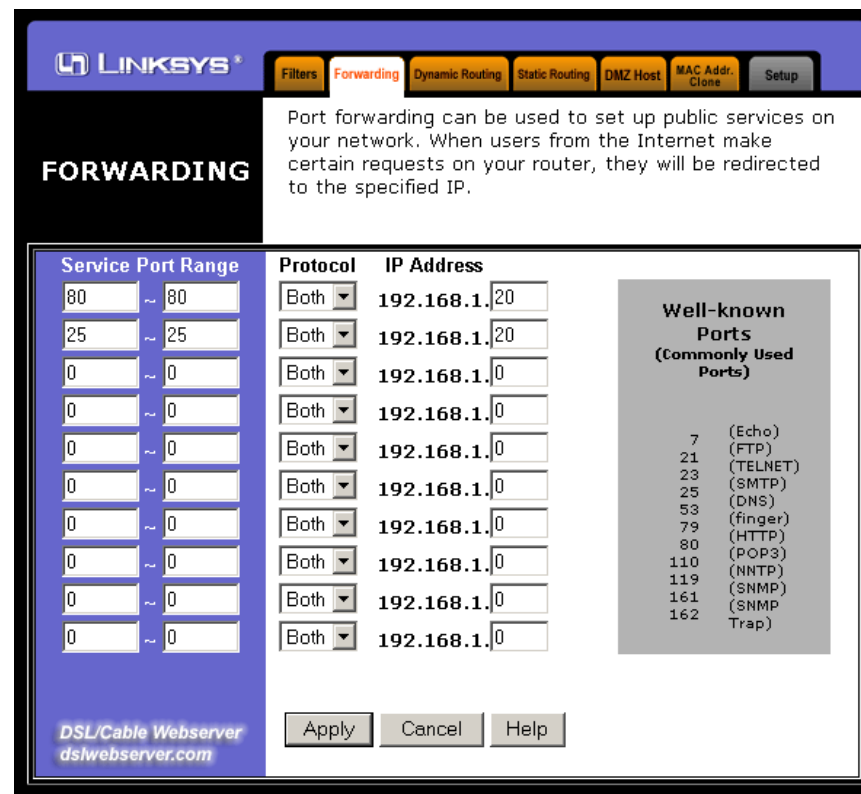 LINKSYS®
Filters Forwarding Dynamic Routing Static Routing DMZ Host MAC Addr. Clone Setup
FORWARDING
Port forwarding can be used to set up public services on
your network. When users from the Internet make
certain requests on your router, they will be redirected
to the specified IP.
Service Port Range Protocol IP Address
80 ~ 80 Both 192.168.1.20
25 ~ 25 Both 192.168.1.20
0 ~ 0 Both 192.168.1.0
0 ~ 0 Both 192.168.1.0
0 ~ 0 Both 192.168.1.0
0 ~ 0 Both 192.168.1.0
0 ~ 0 Both 192.168.1.0
0 ~ 0 Both 192.168.1.0
0 ~ 0 Both 192.168.1.0
0 ~ 0 Both 192.168.1.0
Well-known
Ports
(Commonly Used
Ports)
7 (Echo)
21 (FTP)
23 (TELNET)
25 (SMTP)
53 (DNS)
79 (finger)
80 (HTTP)
110 (POP3)
119 (NNTP)
161 (SNMP)
162 (SNMP
Trap)
DSL/Cable Webserver
dslwebserver.com
Apply Cancel Help